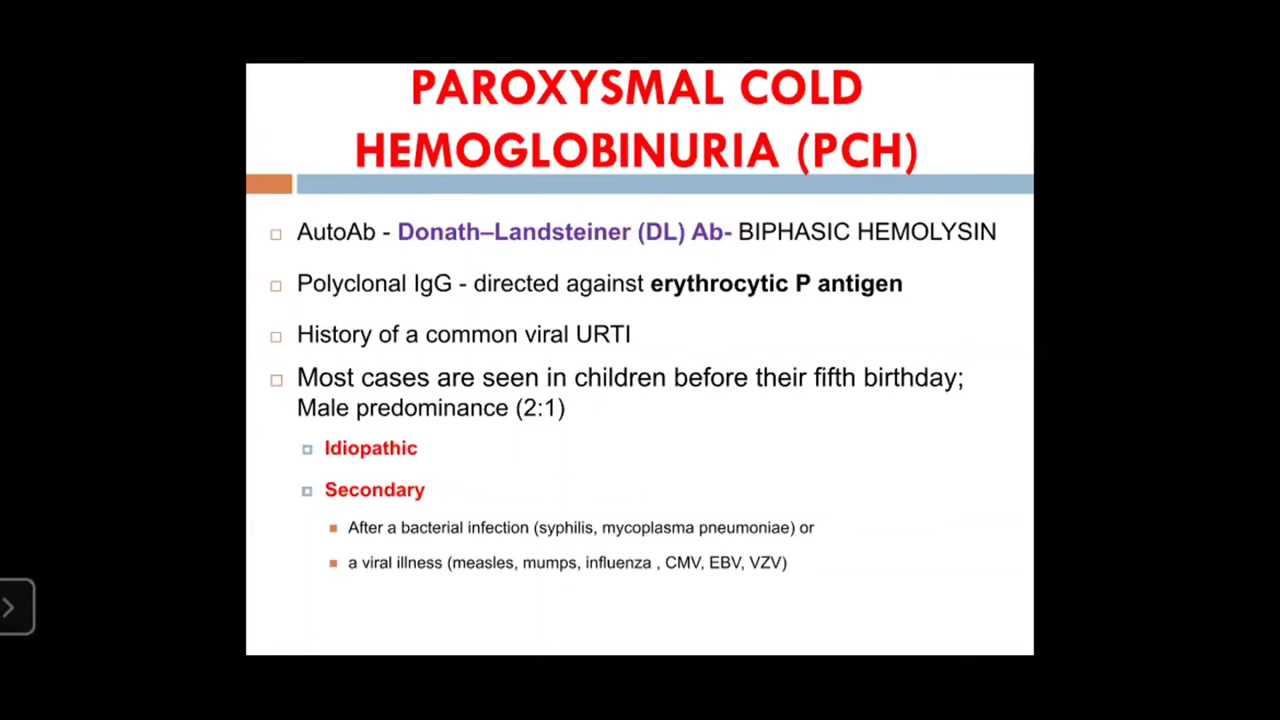 PAROXYSMAL COLD
HEMOGLOBINURIA (PCH)
AutoAb - Donath–Landsteiner (DL) Ab- BIPHASIC HEMOLYSIN
Polyclonal IgG - directed against erythrocytic P antigen
History of a common viral URTI
Most cases are seen in children before their fifth birthday;
Male predominance (2:1)
Idiopathic
Secondary
After a bacterial infection (syphilis, mycoplasma pneumoniae) or
a viral illness (measles, mumps, influenza , CMV, EBV, VZV)